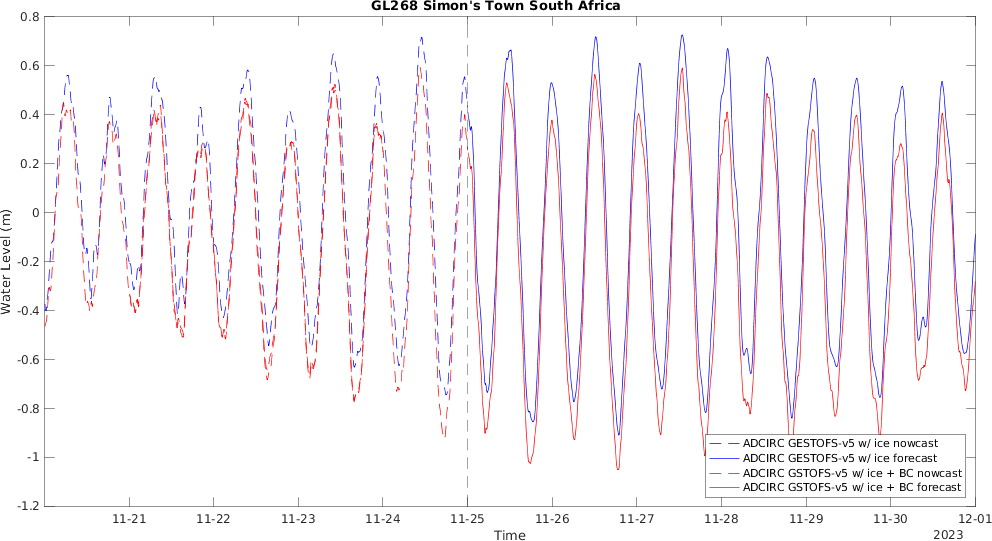 GL268 Simon's Town South Africa
Water Level (m)
0.8
0.6
0.4
0.2
0
-0.2
-0.4
-0.6
-0.8
-1
-1.2
ADCIRC GESTOFS-v5 w/ ice nowcast
ADCIRC GESTOFS-v5 w/ ice forecast
ADCIRC GSTOFS-v5 w/ ice + BC nowcast
ADCIRC GSTOFS-v5 w/ ice + BC forecast
11-21 11-22 11-23 11-24 11-25 11-26 11-27 11-28 11-29 11-30 12-01
Time
2023